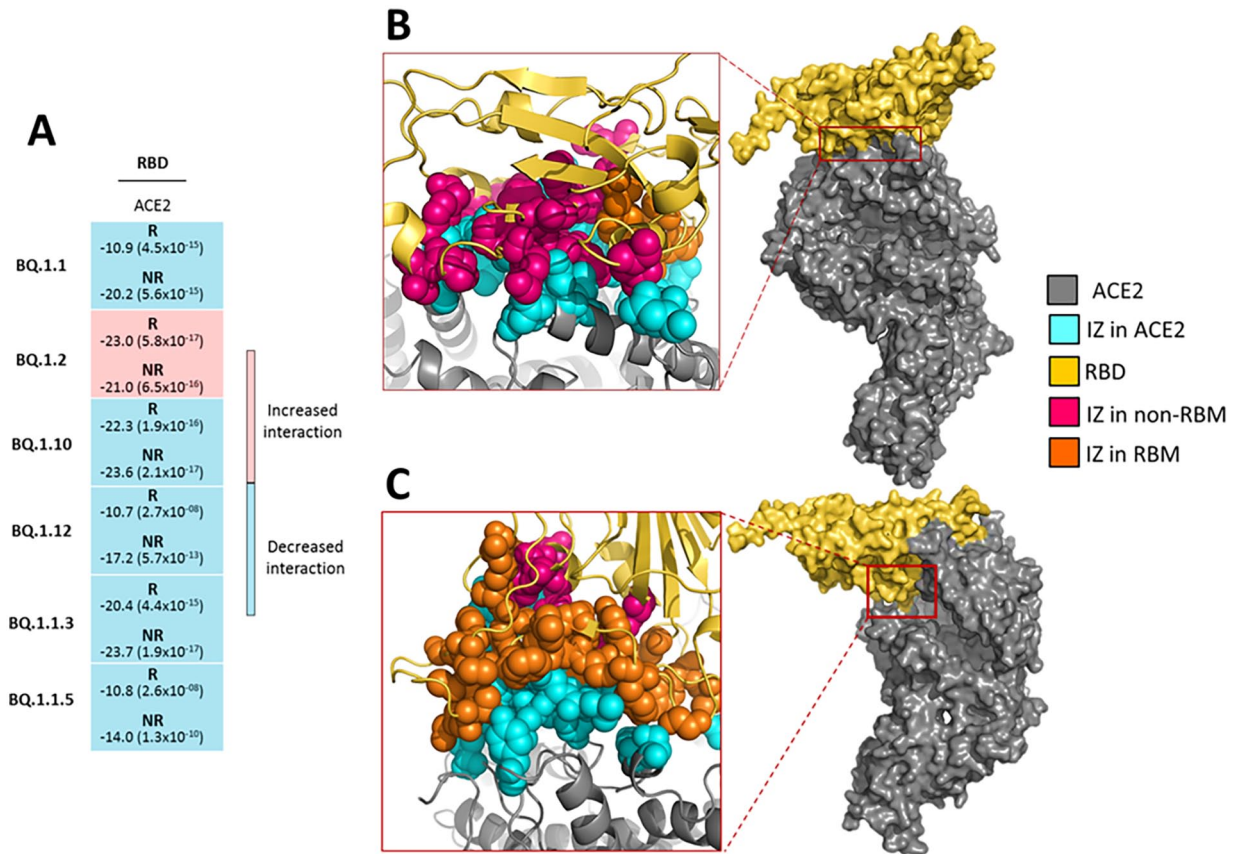 A
RBD
ACE2
BQ.1.1
R
-10.9 (4.5x10⁻¹⁵)
NR
-20.2 (5.6x10⁻¹⁵)
BQ.1.2
R
-23.0 (5.8x10⁻¹⁷)
NR
-21.0 (6.5x10⁻¹⁶)
BQ.1.10
R
-22.3 (1.9x10⁻¹⁶)
NR
-23.6 (2.1x10⁻¹⁷)
BQ.1.12
R
-10.7 (2.7x10⁻⁰⁸)
NR
-17.2 (5.7x10⁻¹³)
BQ.1.1.3
R
-20.4 (4.4x10⁻¹⁵)
NR
-23.7 (1.9x10⁻¹⁷)
BQ.1.1.5
R
-10.8 (2.6x10⁻⁰⁸)
NR
-14.0 (1.3x10⁻¹⁰)
Increased
interaction
Decreased
interaction
B
C
ACE2
IZ in ACE2
RBD
IZ in non-RBM
IZ in RBM